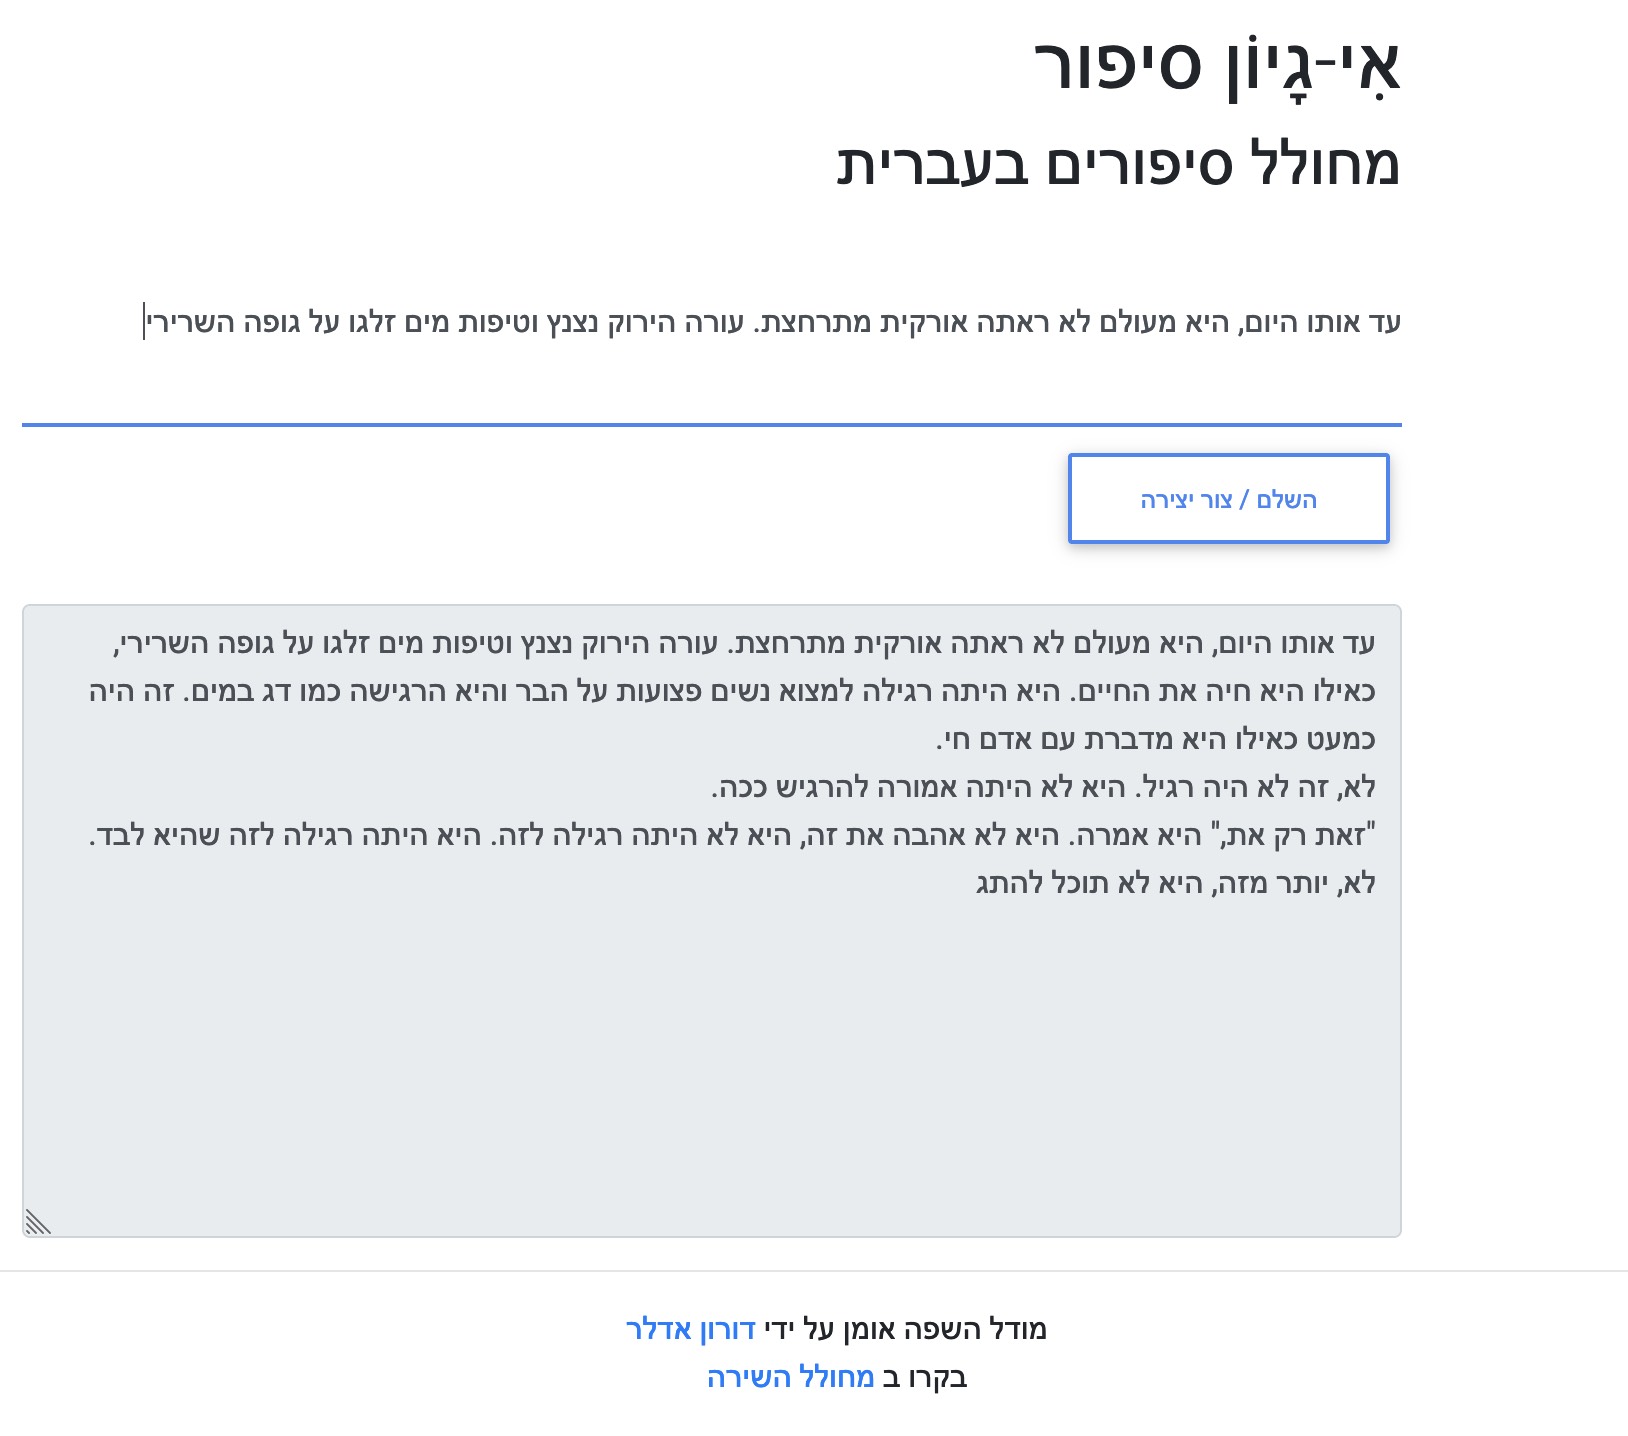 אִי-גָיוֹן סיפור
מחולל סיפורים בעברית
עד אותו היום, היא מעולם לא ראתה אורקית מתרחצת. עורה הירוק נצנץ וטיפות מים זלגו על גופה השרירי
השלם / צור יצירה
עד אותו היום, היא מעולם לא ראתה אורקית מתרחצת. עורה הירוק נצנץ וטיפות מים זלגו על גופה השרירי,
כאילו היא חיה את החיים. היא היתה רגילה למצוא נשים פצועות על הבר והיא הרגישה כמו דג במים. זה היה
כמעט כאילו היא מדברת עם אדם חי.
לא, זה לא היה רגיל. היא לא היתה אמורה להרגיש ככה.
"זאת רק את," היא אמרה. היא לא אהבה את זה, היא לא היתה רגילה לזה. היא היתה רגילה לזה שהיא לבד.
לא, יותר מזה, היא לא תוכל להתג
מודל השפה אומן על ידי דורון אדלר
בקרו ב מחולל השירה